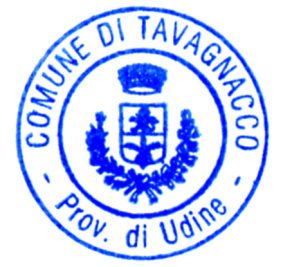 COMUNE DI TAVAGNACCO
- Prov. di Udine -